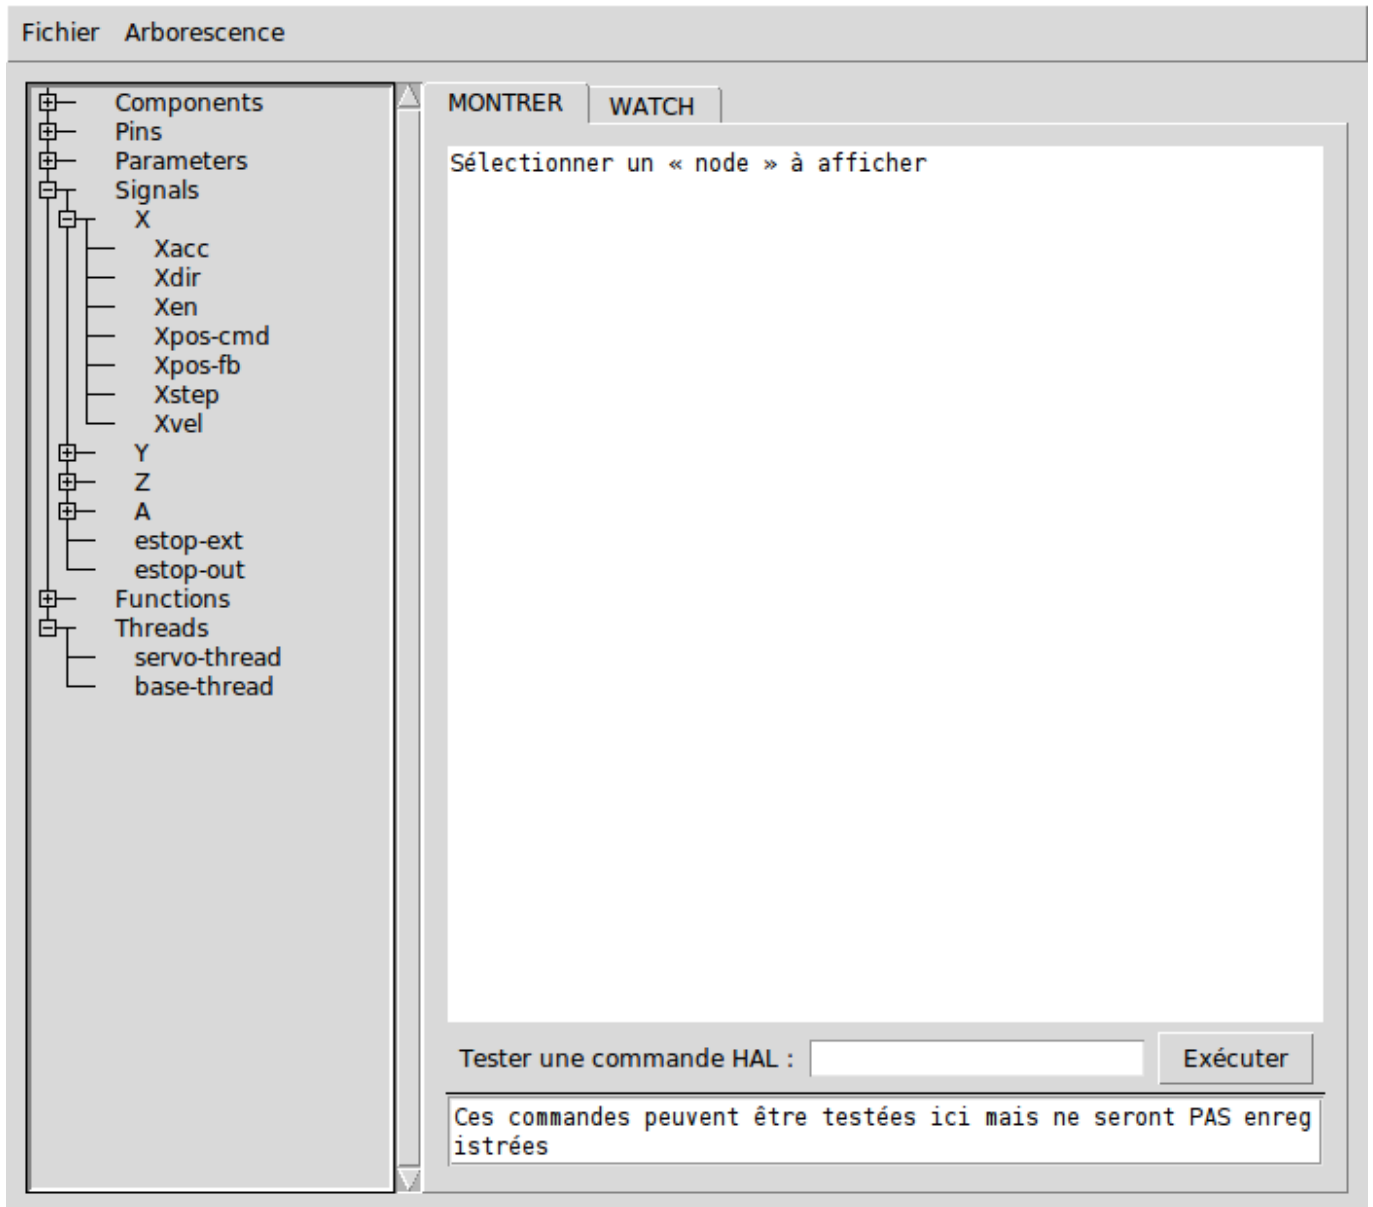 Fichier Arborescence
Components
Pins
Parameters
Signals
X
Xacc
Xdir
Xen
Xpos-cmd
Xpos-fb
Xstep
Xvel
Y
Z
A
estop-ext
estop-out
Functions
Threads
servo-thread
base-thread
MONTRER WATCH
Sélectionner un « node » à afficher
Tester une commande HAL : Exécuter
Ces commandes peuvent être testées ici mais ne seront PAS enreg
istrées